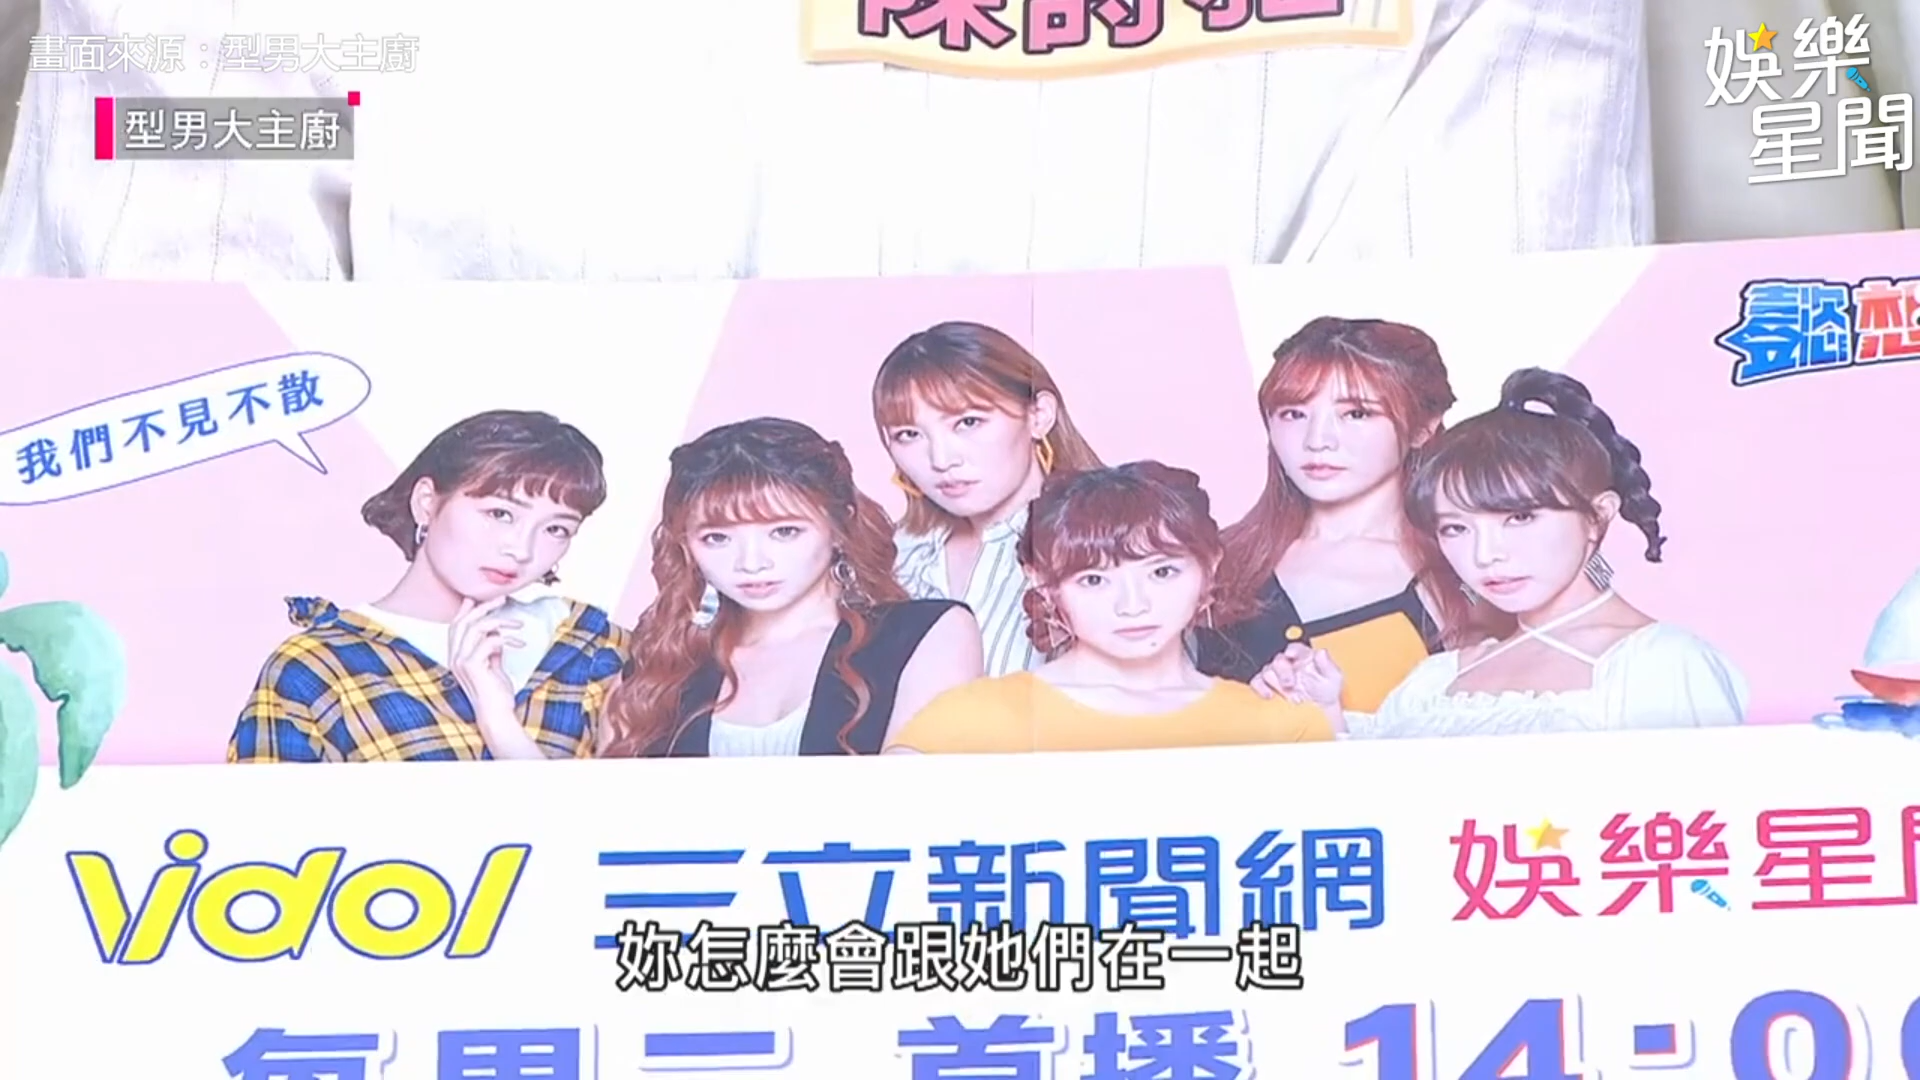 畫面來源：型男大主廚
型男大主廚
娛樂
星聞
我們不見不散
懿想
Vidol 三立新聞網 娛樂星
妳怎麼會跟她們在一起
首播 14:0